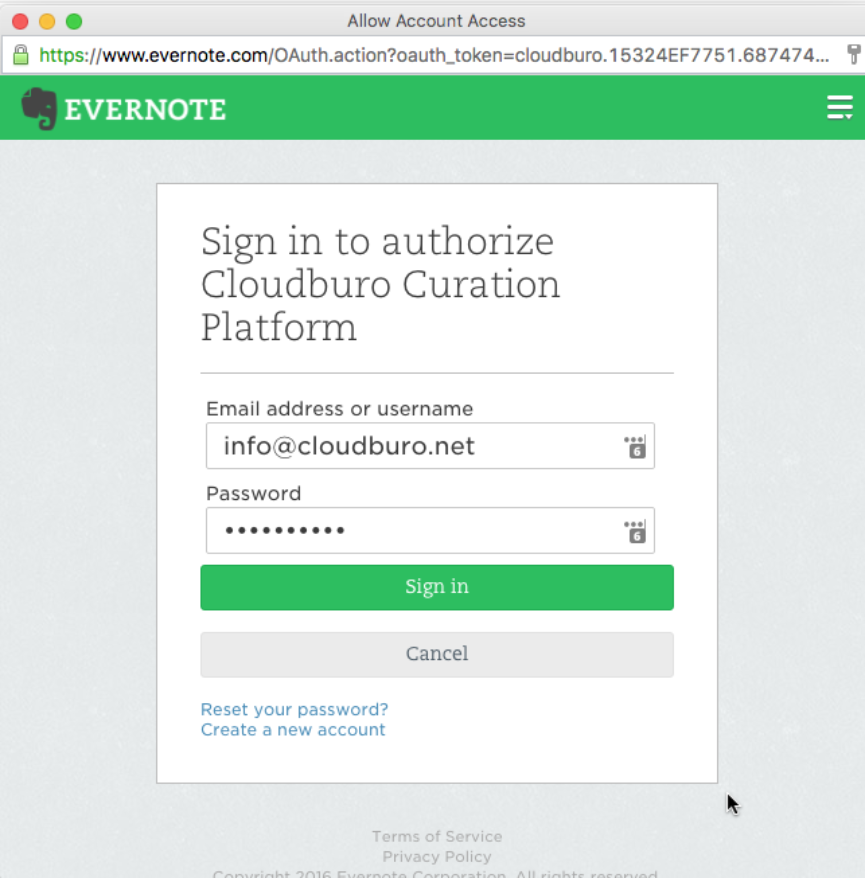 Allow Account Access
https://www.evernote.com/OAuth.action?oauth_token=cloudburo.15324EF7751.687474...
EVERNOTE
Sign in to authorize
Cloudburo Curation
Platform
Email address or username
info@cloudburo.net
6
Password
••••••••••
6
Sign in
Cancel
Reset your password?
Create a new account
Terms of Service
Privacy Policy
Copyright 2016 Evernote Corporation. All rights reserved.